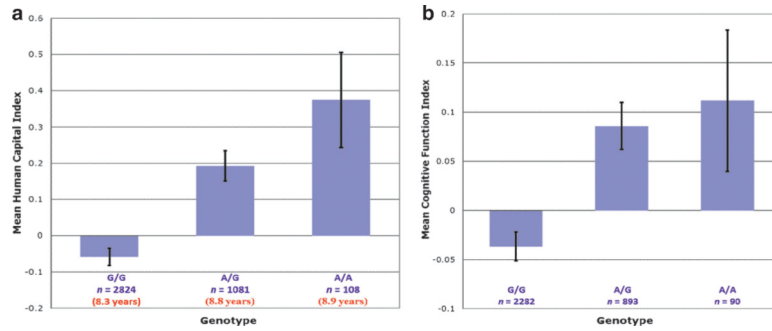 a
Mean Human Capital Index
0.6
0.5
0.4
0.3
0.2
0.1
0
-0.1
-0.2
G/G
n = 2824
(8.3 years)
A/G
n = 1081
(8.8 years)
A/A
n = 108
(8.9 years)
Genotype
b
Mean Cognitive Function Index
0.2
0.15
0.1
0.05
0
-0.05
-0.1
G/G
n = 2282
A/G
n = 893
A/A
n = 90
Genotype